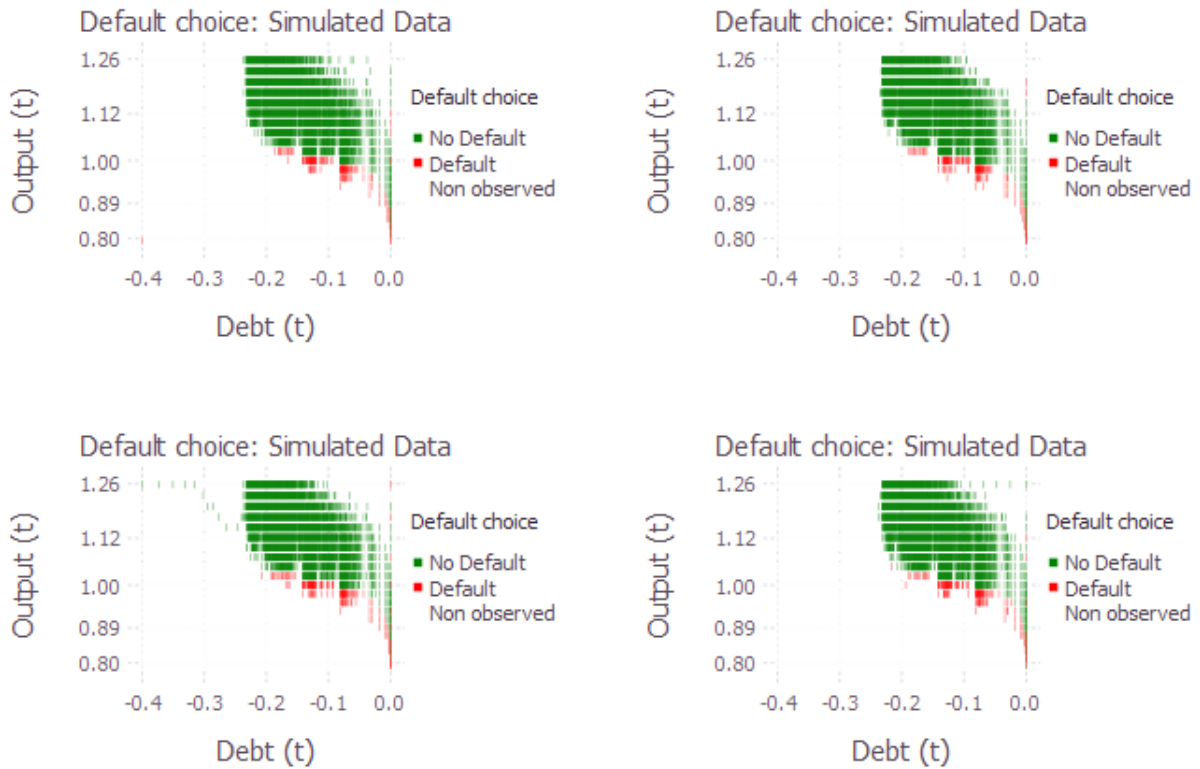 Default choice: Simulated Data
Output (t)
1.26
1.12
1.00
0.89
0.80
-0.4 -0.3 -0.2 -0.1 0.0
Debt (t)
Default choice
No Default
Default
Non observed
Default choice: Simulated Data
Output (t)
1.26
1.12
1.00
0.89
0.80
-0.4 -0.3 -0.2 -0.1 0.0
Debt (t)
Default choice
No Default
Default
Non observed
Default choice: Simulated Data
Output (t)
1.26
1.12
1.00
0.89
0.80
-0.4 -0.3 -0.2 -0.1 0.0
Debt (t)
Default choice
No Default
Default
Non observed
Default choice: Simulated Data
Output (t)
1.26
1.12
1.00
0.89
0.80
-0.4 -0.3 -0.2 -0.1 0.0
Debt (t)
Default choice
No Default
Default
Non observed